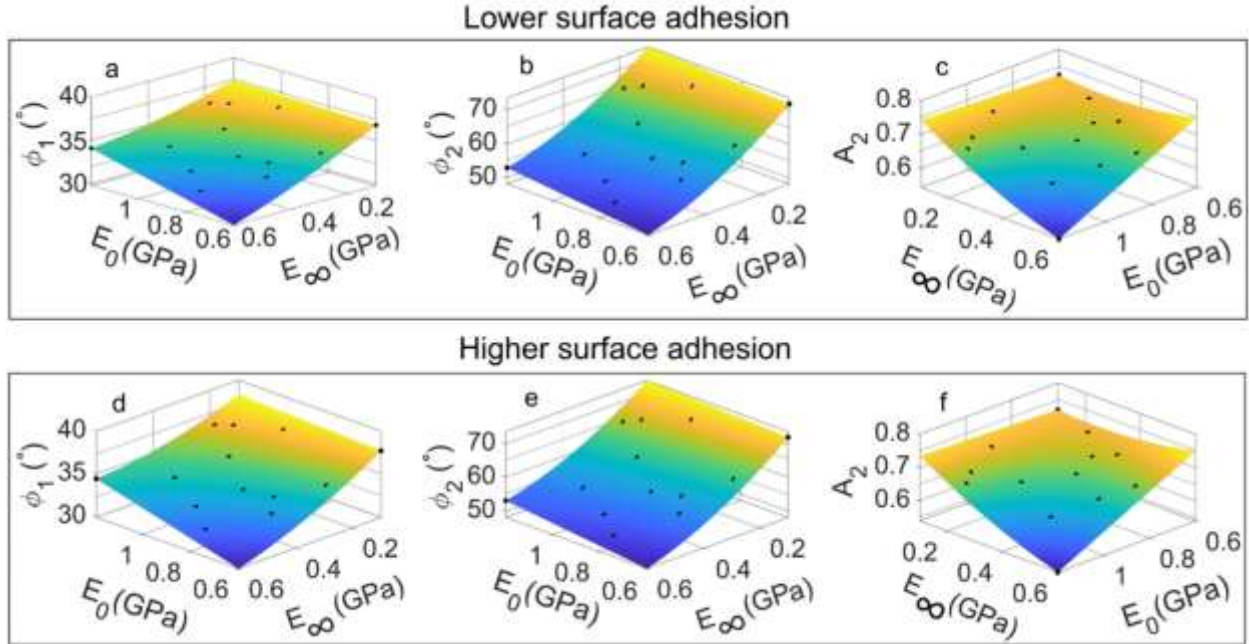 Lower surface adhesion
a
40
35
30
ϕ1 (°)
1
0.8
0.6
E0(GPa)
0.6
0.4
0.2
E∞(GPa)
b
70
60
50
ϕ2 (°)
1
0.8
0.6
E0(GPa)
0.6
0.4
0.2
E∞(GPa)
c
0.8
0.7
0.6
A2
0.2
0.4
0.6
E∞(GPa)
1
0.8
0.6
E0(GPa)
Higher surface adhesion
d
40
35
30
ϕ1 (°)
1
0.8
0.6
E0(GPa)
0.6
0.4
0.2
E∞(GPa)
e
70
60
50
ϕ2 (°)
1
0.8
0.6
E0(GPa)
0.6
0.4
0.2
E∞(GPa)
f
0.8
0.7
0.6
A2
0.2
0.4
0.6
E∞(GPa)
1
0.8
0.6
E0(GPa)